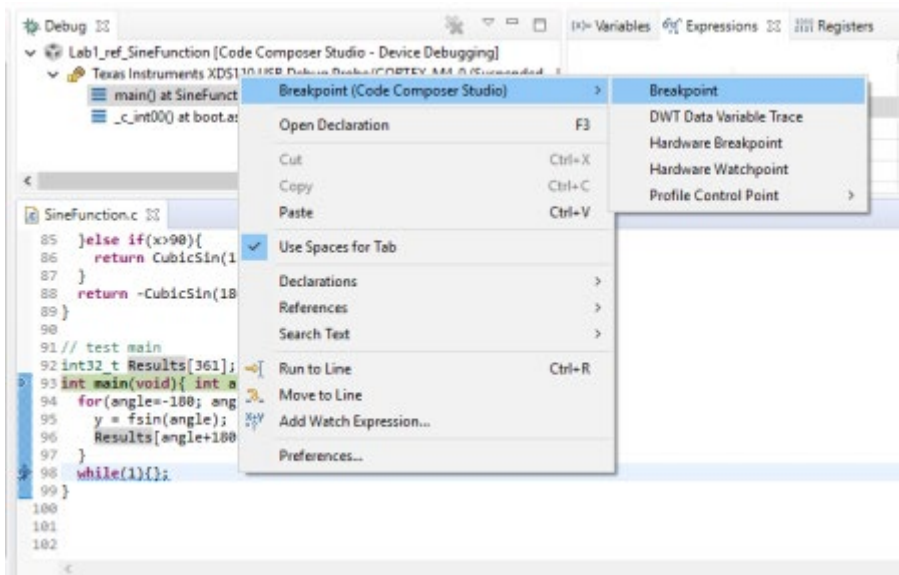 Debug
Variables Expressions Registers
Lab1_ref_SineFunction [Code Composer Studio - Device Debugging]
Texas Instruments XDS110 USB Debug Probe/CORTEX_M4_0 (Suspended
main() at SineFunct
_c_int00() at boot.as
Breakpoint (Code Composer Studio) >
Open Declaration F3
Cut Ctrl+X
Copy Ctrl+C
Paste Ctrl+V
Use Spaces for Tab
Declarations >
References >
Search Text >
Run to Line Ctrl+R
Move to Line
Add Watch Expression...
Preferences...
Breakpoint
DWT Data Variable Trace
Hardware Breakpoint
Hardware Watchpoint
Profile Control Point >
SineFunction.c
85 }else if(x>90){
86 return CubicSin(1
87 }
88 return -CubicSin(18
89 }
90
91 // test main
92 int32_t Results[361];
93 int main(void){ int a
94 for(angle=-180; ang
95 y = fsin(angle);
96 Results[angle+180
97 }
98 while(1){};
99 }
100
101
102